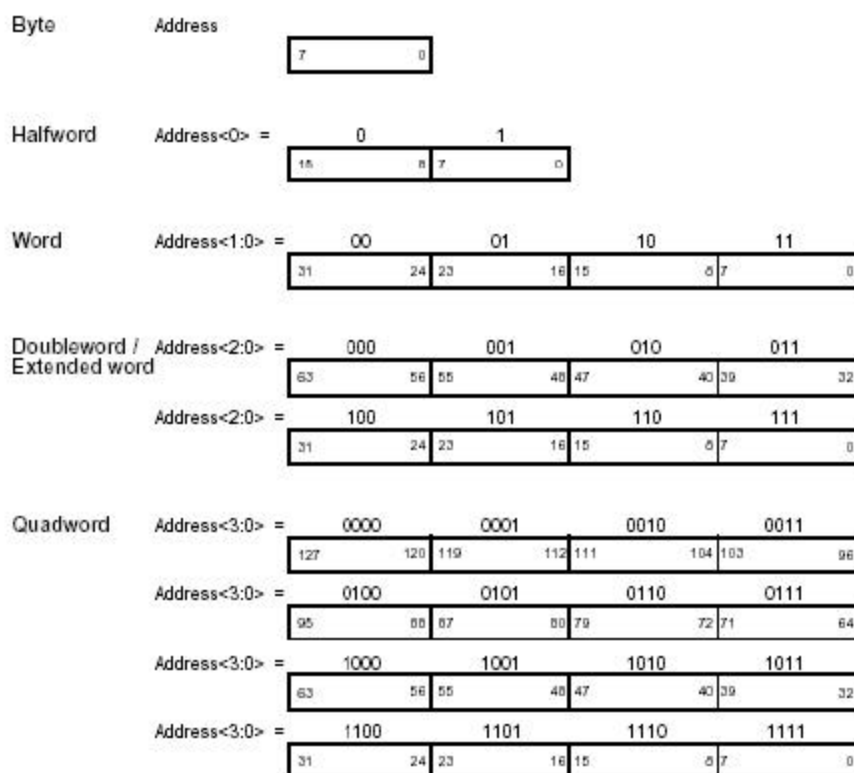 Byte Address
7 0
Halfword Address<0> = 0 1
15 8 7 0
Word Address<1:0> = 00 01 10 11
31 24 23 16 15 8 7 0
Doubleword / Address<2:0> = 000 001 010 011
Extended word
63 56 55 48 47 40 39 32
Address<2:0> = 100 101 110 111
31 24 23 16 15 8 7 0
Quadword Address<3:0> = 0000 0001 0010 0011
127 120 119 112 111 104 103 96
Address<3:0> = 0100 0101 0110 0111
95 88 87 80 79 72 71 64
Address<3:0> = 1000 1001 1010 1011
63 56 55 48 47 40 39 32
Address<3:0> = 1100 1101 1110 1111
31 24 23 16 15 8 7 0